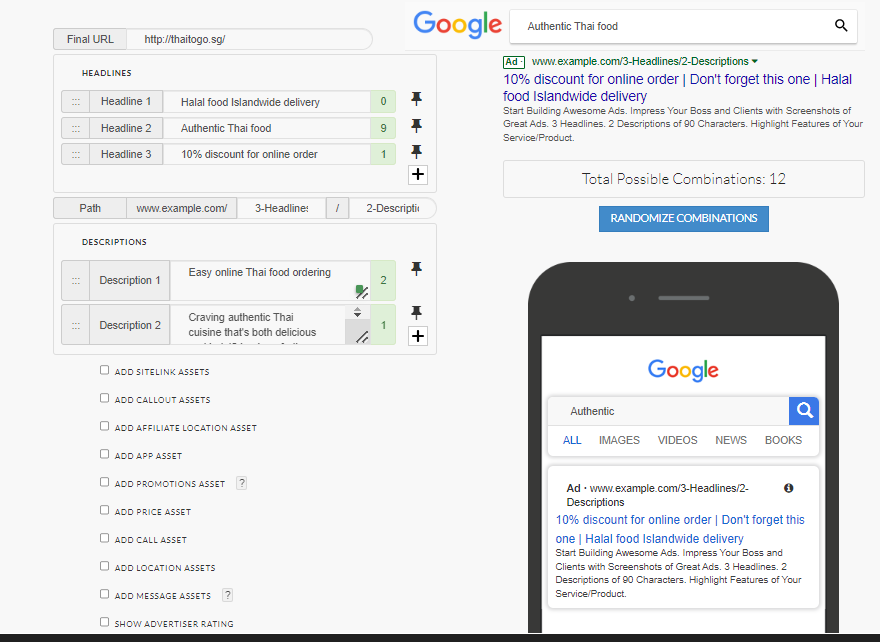 Final URL
http://thaitogo.sg/
HEADLINES
::: Headline 1 Halal food Islandwide delivery 0
::: Headline 2 Authentic Thai food 9
::: Headline 3 10% discount for online order 1
+
Path www.example.com/ 3-Headlines / 2-Descripti
DESCRIPTIONS
::: Description 1 Easy online Thai food ordering 2
::: Description 2 Craving authentic Thai
cuisine that's both delicious
1
+
ADD SITELINK ASSETS
ADD CALLOUT ASSETS
ADD AFFILIATE LOCATION ASSET
ADD APP ASSET
ADD PROMOTIONS ASSET ?
ADD PRICE ASSET
ADD CALL ASSET
ADD LOCATION ASSETS
ADD MESSAGE ASSETS ?
SHOW ADVERTISER RATING
Google
Authentic Thai food
Ad · www.example.com/3-Headlines/2-Descriptions
10% discount for online order | Don't forget this one | Halal
food Islandwide delivery
Start Building Awesome Ads. Impress Your Boss and Clients with Screenshots of
Great Ads. 3 Headlines. 2 Descriptions of 90 Characters. Highlight Features of Your
Service/Product.
Total Possible Combinations: 12
RANDOMIZE COMBINATIONS
Google
Authentic
ALL IMAGES VIDEOS NEWS BOOKS
Ad · www.example.com/3-Headlines/2-
Descriptions
10% discount for online order | Don't forget this
one | Halal food Islandwide delivery
Start Building Awesome Ads. Impress Your Boss and
Clients with Screenshots of Great Ads. 3 Headlines. 2
Descriptions of 90 Characters. Highlight Features of Your
Service/Product.